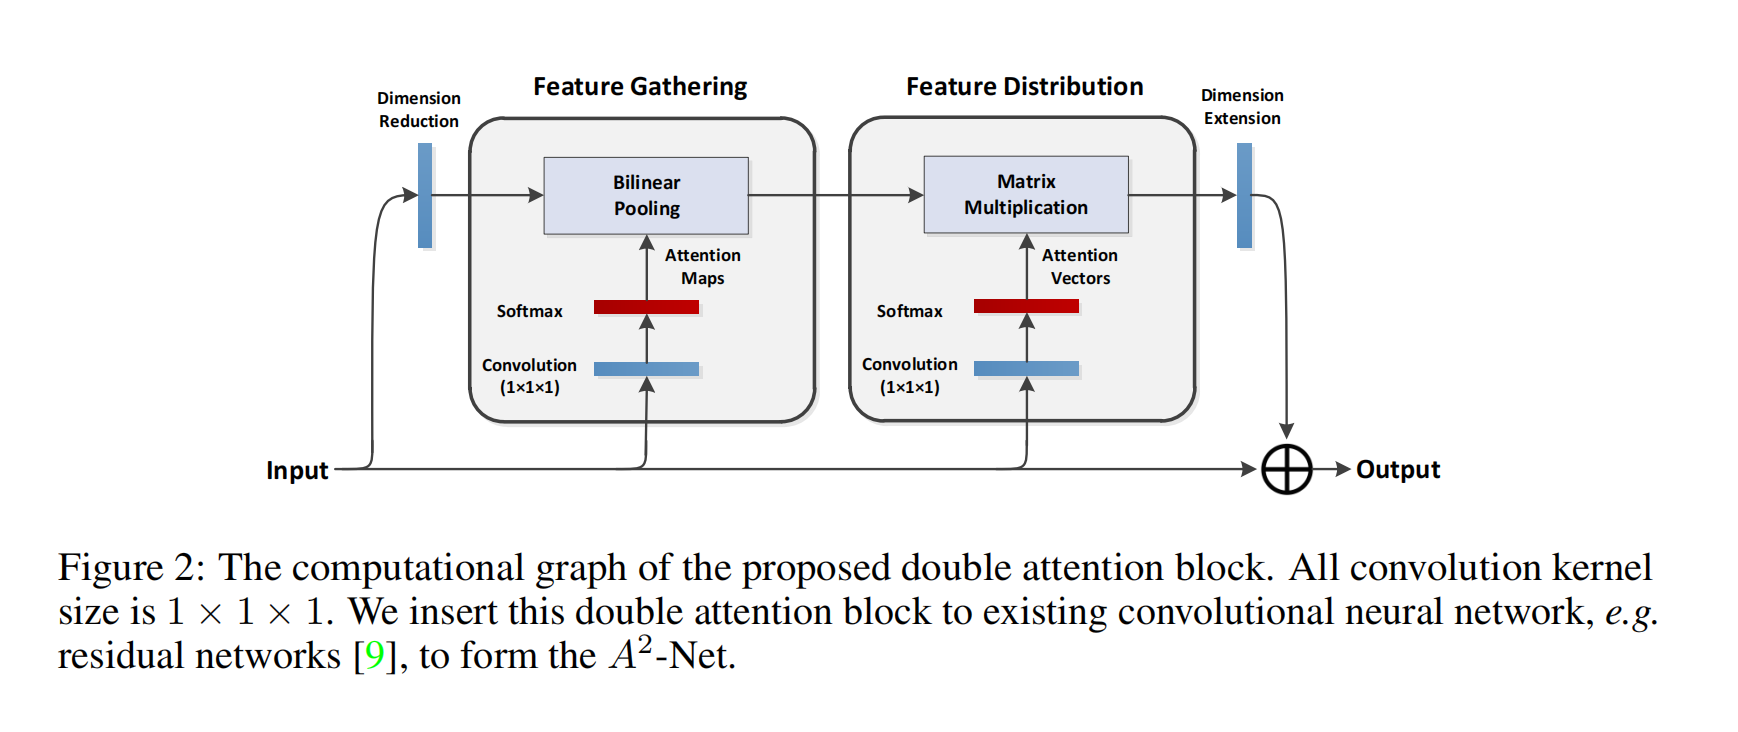 Feature Gathering
Feature Distribution
Dimension
Reduction
Dimension
Extension
Bilinear
Pooling
Matrix
Multiplication
Attention
Maps
Attention
Vectors
Softmax
Softmax
Convolution
(1×1×1)
Convolution
(1×1×1)
Input
Output
Figure 2: The computational graph of the proposed double attention block. All convolution kernel
size is 1 × 1 × 1. We insert this double attention block to existing convolutional neural network, e.g.
residual networks [9], to form the A²-Net.